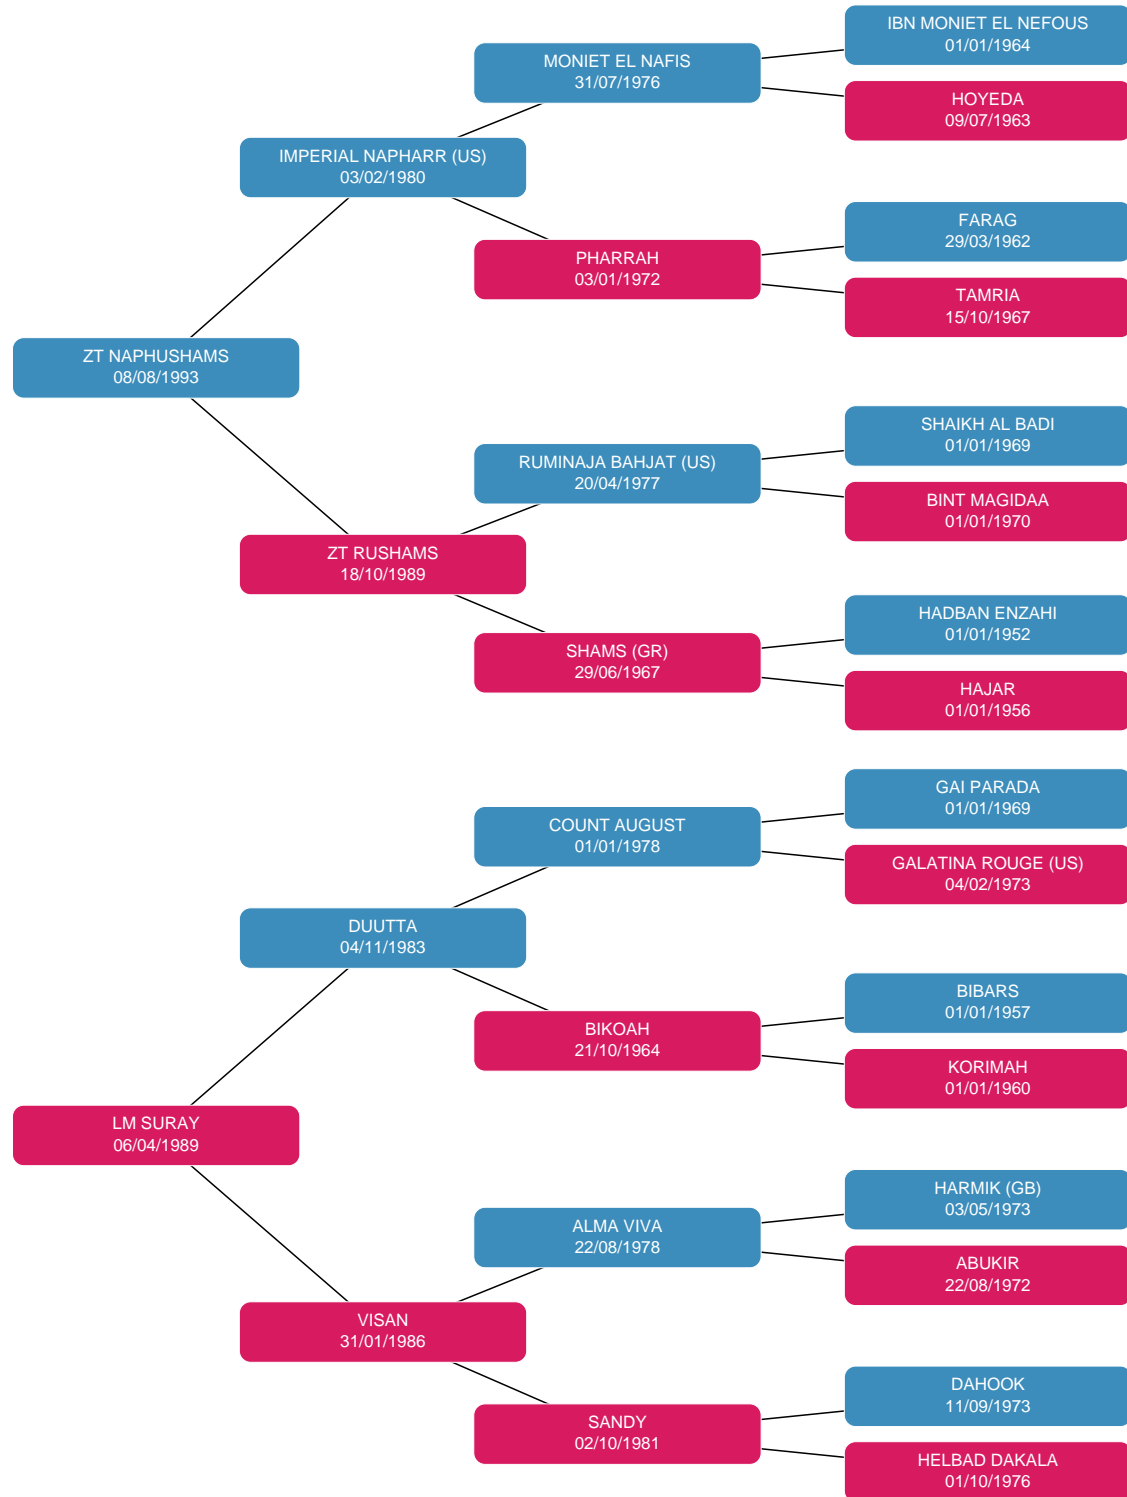 IBN MONIET EL NEFOUS
01/01/1964
MONIET EL NAFIS
31/07/1976
HOYEDA
09/07/1963
IMPERIAL NAPHARR (US)
03/02/1980
FARAG
29/03/1962
PHARRAH
03/01/1972
TAMRIA
15/10/1967
ZT NAPHUSHAMS
08/08/1993
SHAIKH AL BADI
01/01/1969
RUMINAJA BAHJAT (US)
20/04/1977
BINT MAGIDAA
01/01/1970
ZT RUSHAMS
18/10/1989
HADBAN ENZAHI
01/01/1952
SHAMS (GR)
29/06/1967
HAJAR
01/01/1956
GAI PARADA
01/01/1969
COUNT AUGUST
01/01/1978
GALATINA ROUGE (US)
04/02/1973
DUUTTA
04/11/1983
BIBARS
01/01/1957
BIKOAH
21/10/1964
KORIMAH
01/01/1960
LM SURAY
06/04/1989
HARMIK (GB)
03/05/1973
ALMA VIVA
22/08/1978
ABUKIR
22/08/1972
VISAN
31/01/1986
DAHOOK
11/09/1973
SANDY
02/10/1981
HELBAD DAKALA
01/10/1976